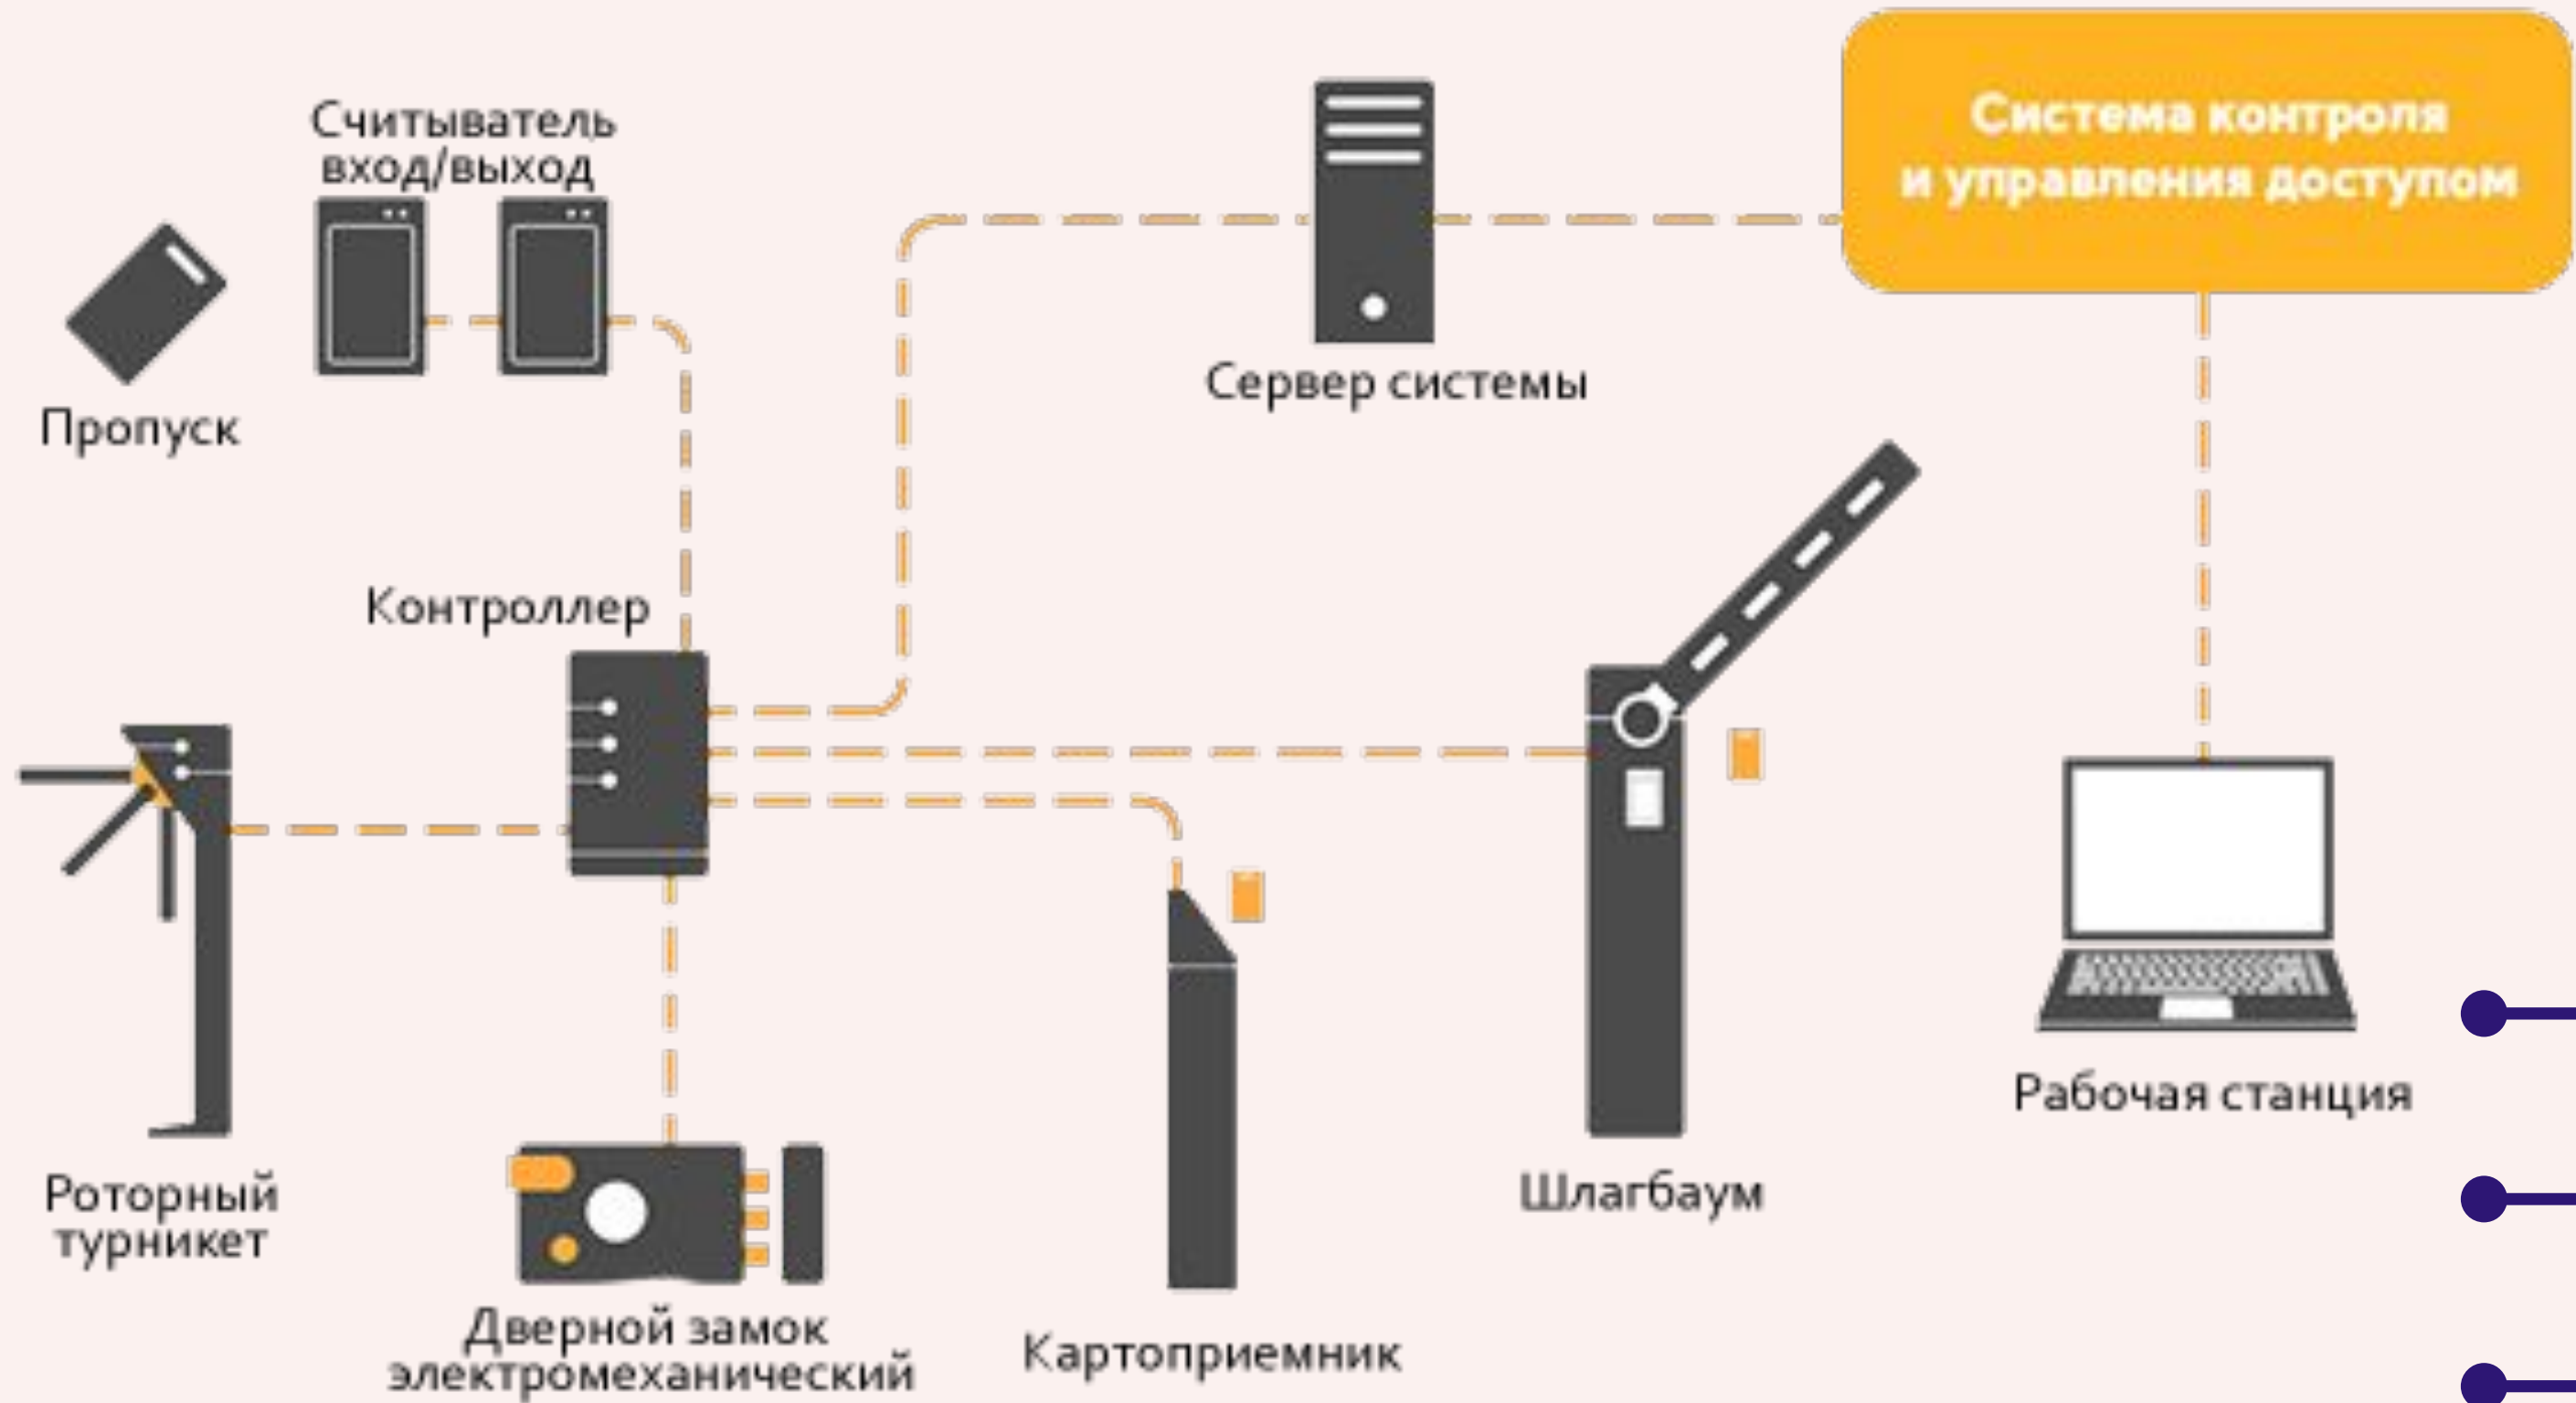 Система контроля
и управления доступом
Считыватель
вход/выход
Пропуск
Сервер системы
Контроллер
Роторный
турникет
Дверной замок
электромеханический
Картоприемник
Шлагбаум
Рабочая станция